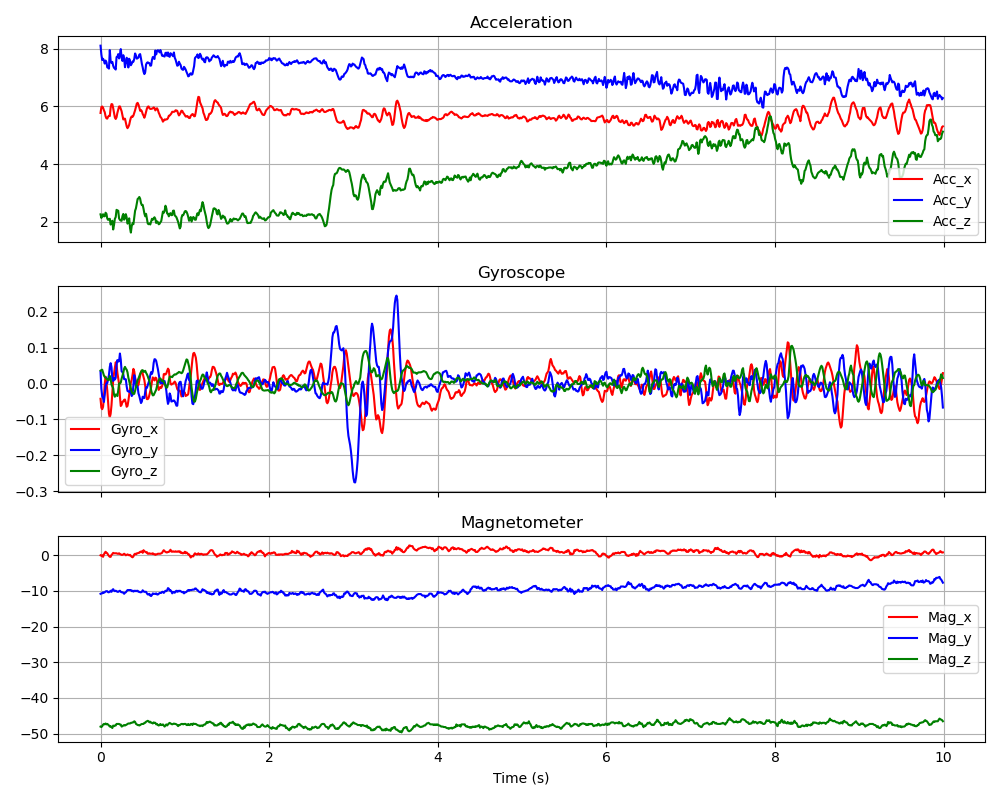 Acceleration
8
6
4
2
Acc_x
Acc_y
Acc_z
Gyroscope
0.2
0.1
0.0
−0.1
−0.2
−0.3
Gyro_x
Gyro_y
Gyro_z
Magnetometer
0
−10
−20
−30
−40
−50
Mag_x
Mag_y
Mag_z
0 2 4 6 8 10
Time (s)